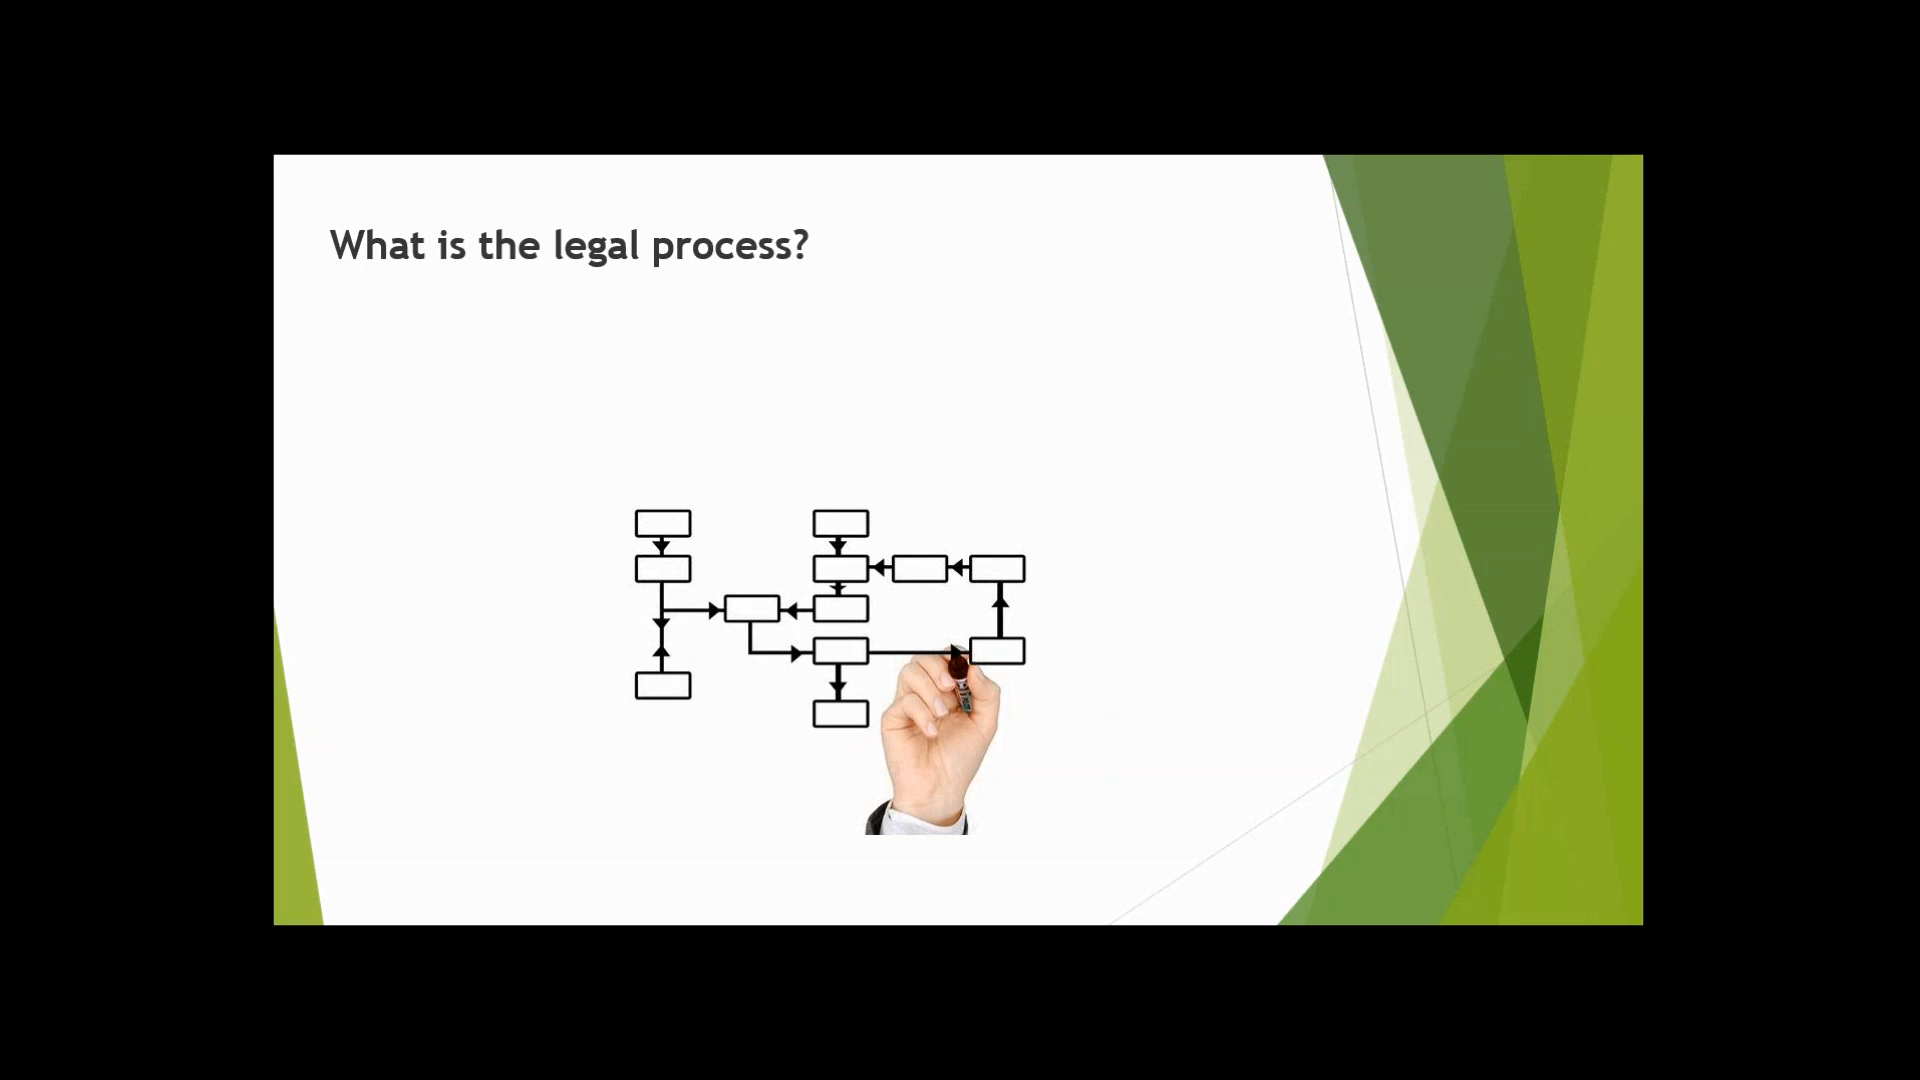 What is the legal process?